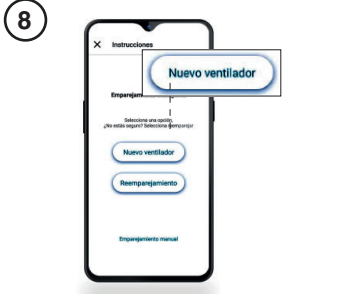 8
X Instrucciones
Nuevo ventilador
Selecciona una opción.
¿No estás seguro? Selecciona reemparejar
Nuevo ventilador
Reemparejamiento
Emparejamiento manual